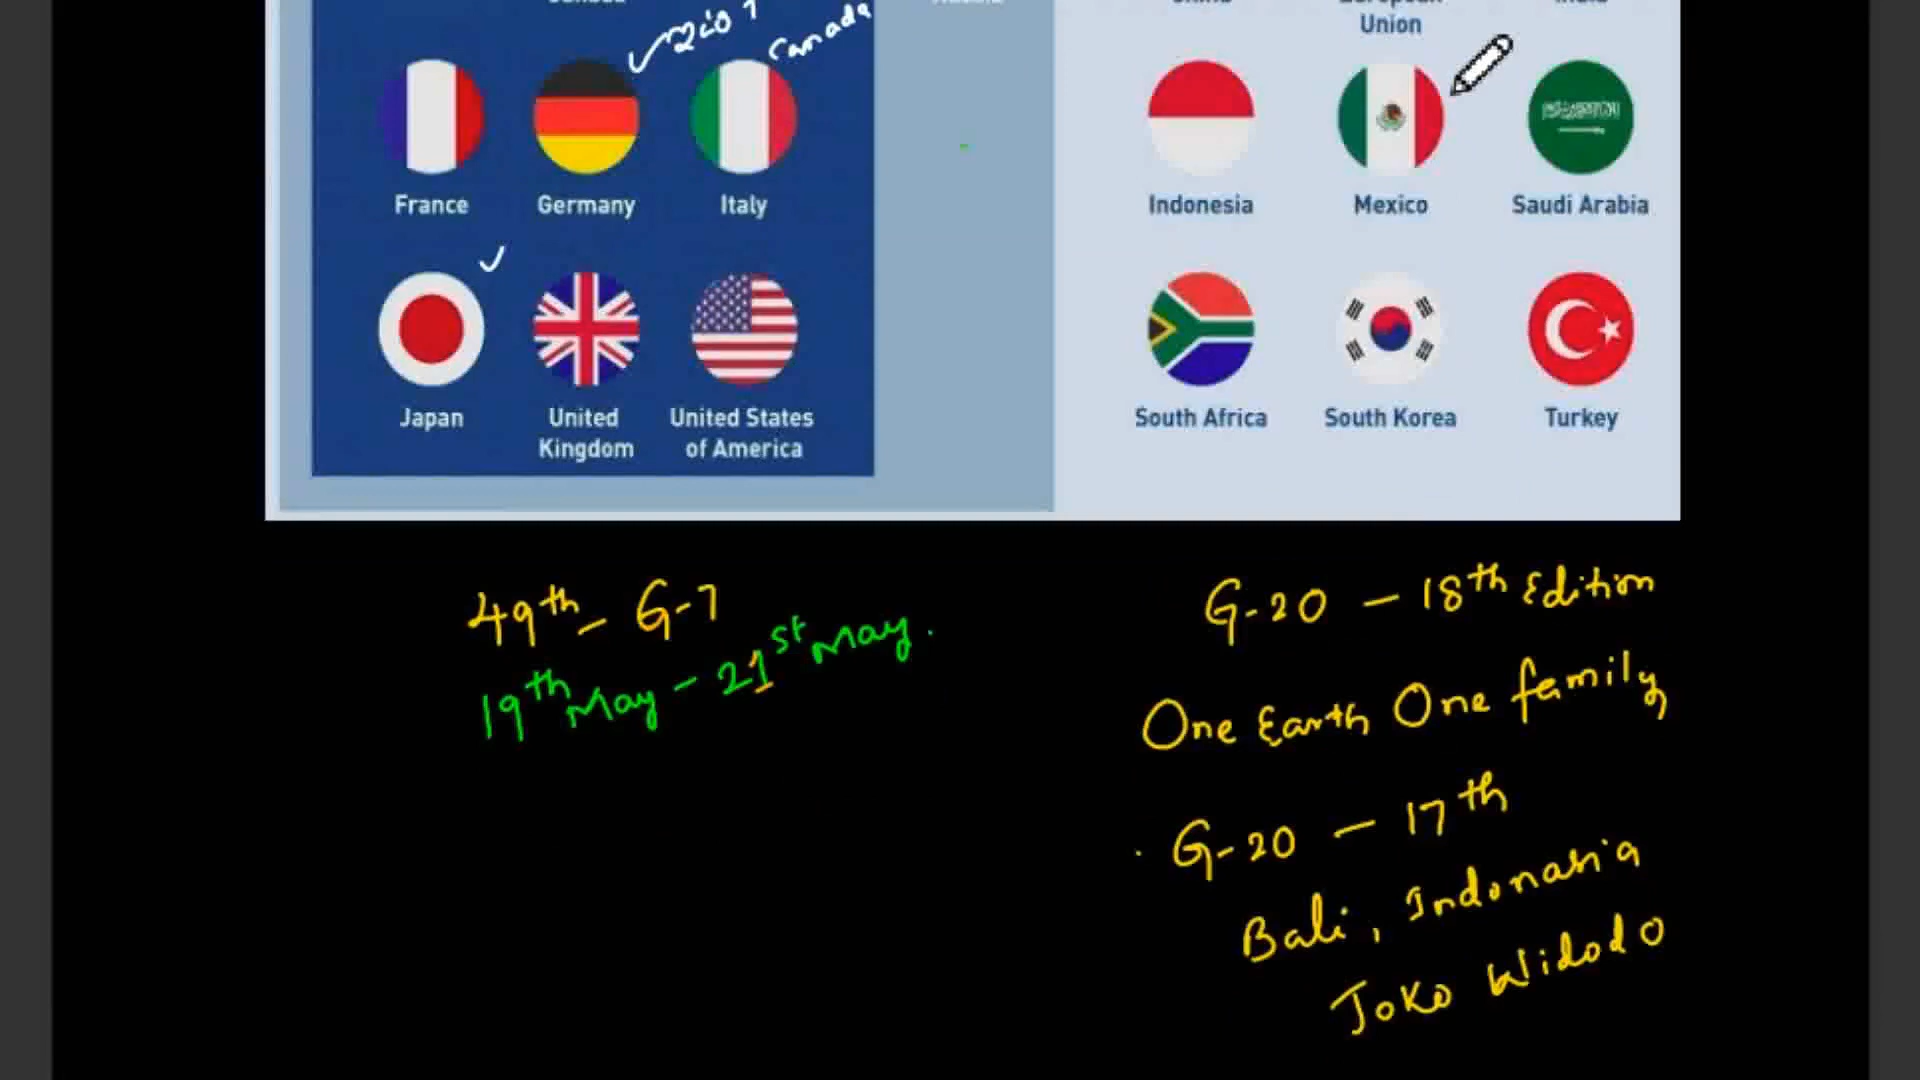 Union
Canada
France Germany Italy
Indonesia Mexico Saudi Arabia
Japan United Kingdom United States of America
South Africa South Korea Turkey
49th - G-7
19th May - 21st May.
G-20 - 18th Edition
One Earth One family
G-20 - 17th
Bali, Indonasia
Joko Widodo